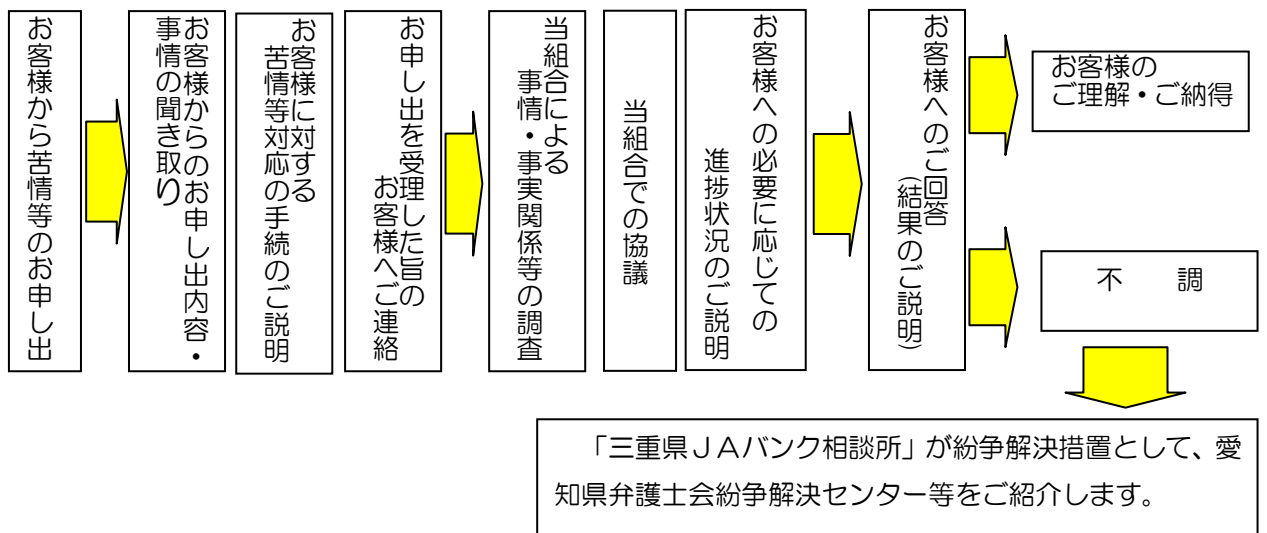 お客様から苦情等のお申し出
お客様からのお申し出内容・
事情の聞き取り
お客様に対する
苦情等対応の手続のご説明
お申し出を受理した旨の
お客様へご連絡
当組合による
事情・事実関係等の調査
当組合での協議
お客様への必要に応じての
進捗状況のご説明
お客様へのご回答
(結果のご説明)
お客様の
ご理解・ご納得
不　調
「三重県JAバンク相談所」が紛争解決措置として、愛
知県弁護士会紛争解決センター等をご紹介します。